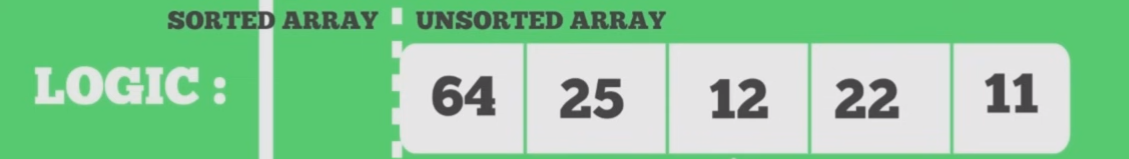 SORTED ARRAY UNSORTED ARRAY
LOGIC : 64 25 12 22 11